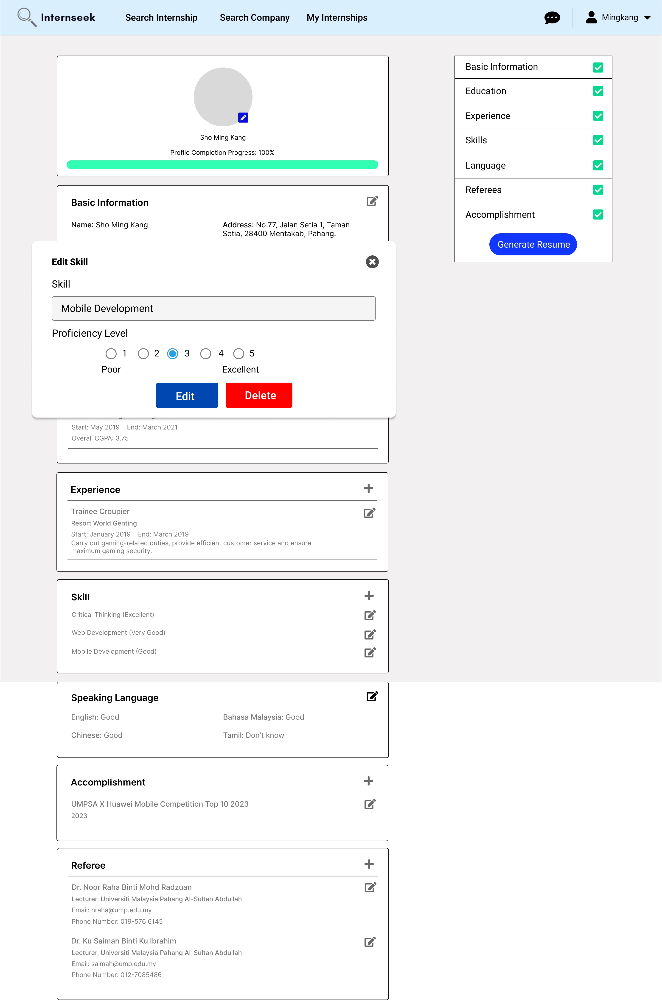 Internseek
Search Internship
Search Company
My Internships
Mingkang
Sho Ming Kang
Profile Completion Progress: 100%
Basic Information
Name: Sho Ming Kang
Address: No.77, Jalan Setia 1, Taman
Setia, 28400 Mentakab, Pahang.
Edit Skill
Skill
Mobile Development
Proficiency Level
1 2 3 4 5
Poor Excellent
Edit
Delete
Start: May 2019 End: March 2021
Overall CGPA: 3.75
Experience
Trainee Croupier
Resort World Genting
Start: January 2019 End: March 2019
Carry out gaming-related duties, provide efficient customer service and ensure
maximum gaming security.
Skill
Critical Thinking (Excellent)
Web Development (Very Good)
Mobile Development (Good)
Speaking Language
English: Good
Bahasa Malaysia: Good
Chinese: Good
Tamil: Don’t know
Accomplishment
UMPSA X Huawei Mobile Competition Top 10 2023
2023
Referee
Dr. Noor Raha Binti Mohd Radzuan
Lecturer, Universiti Malaysia Pahang Al-Sultan Abdullah
Email: nraha@ump.edu.my
Phone Number: 019-576 6145
Dr. Ku Saimah Binti Ku Ibrahim
Lecturer, Universiti Malaysia Pahang Al-Sultan Abdullah
Email: saimah@ump.edu.my
Phone Number: 012-7085486
Basic Information
Education
Experience
Skills
Language
Referees
Accomplishment
Generate Resume